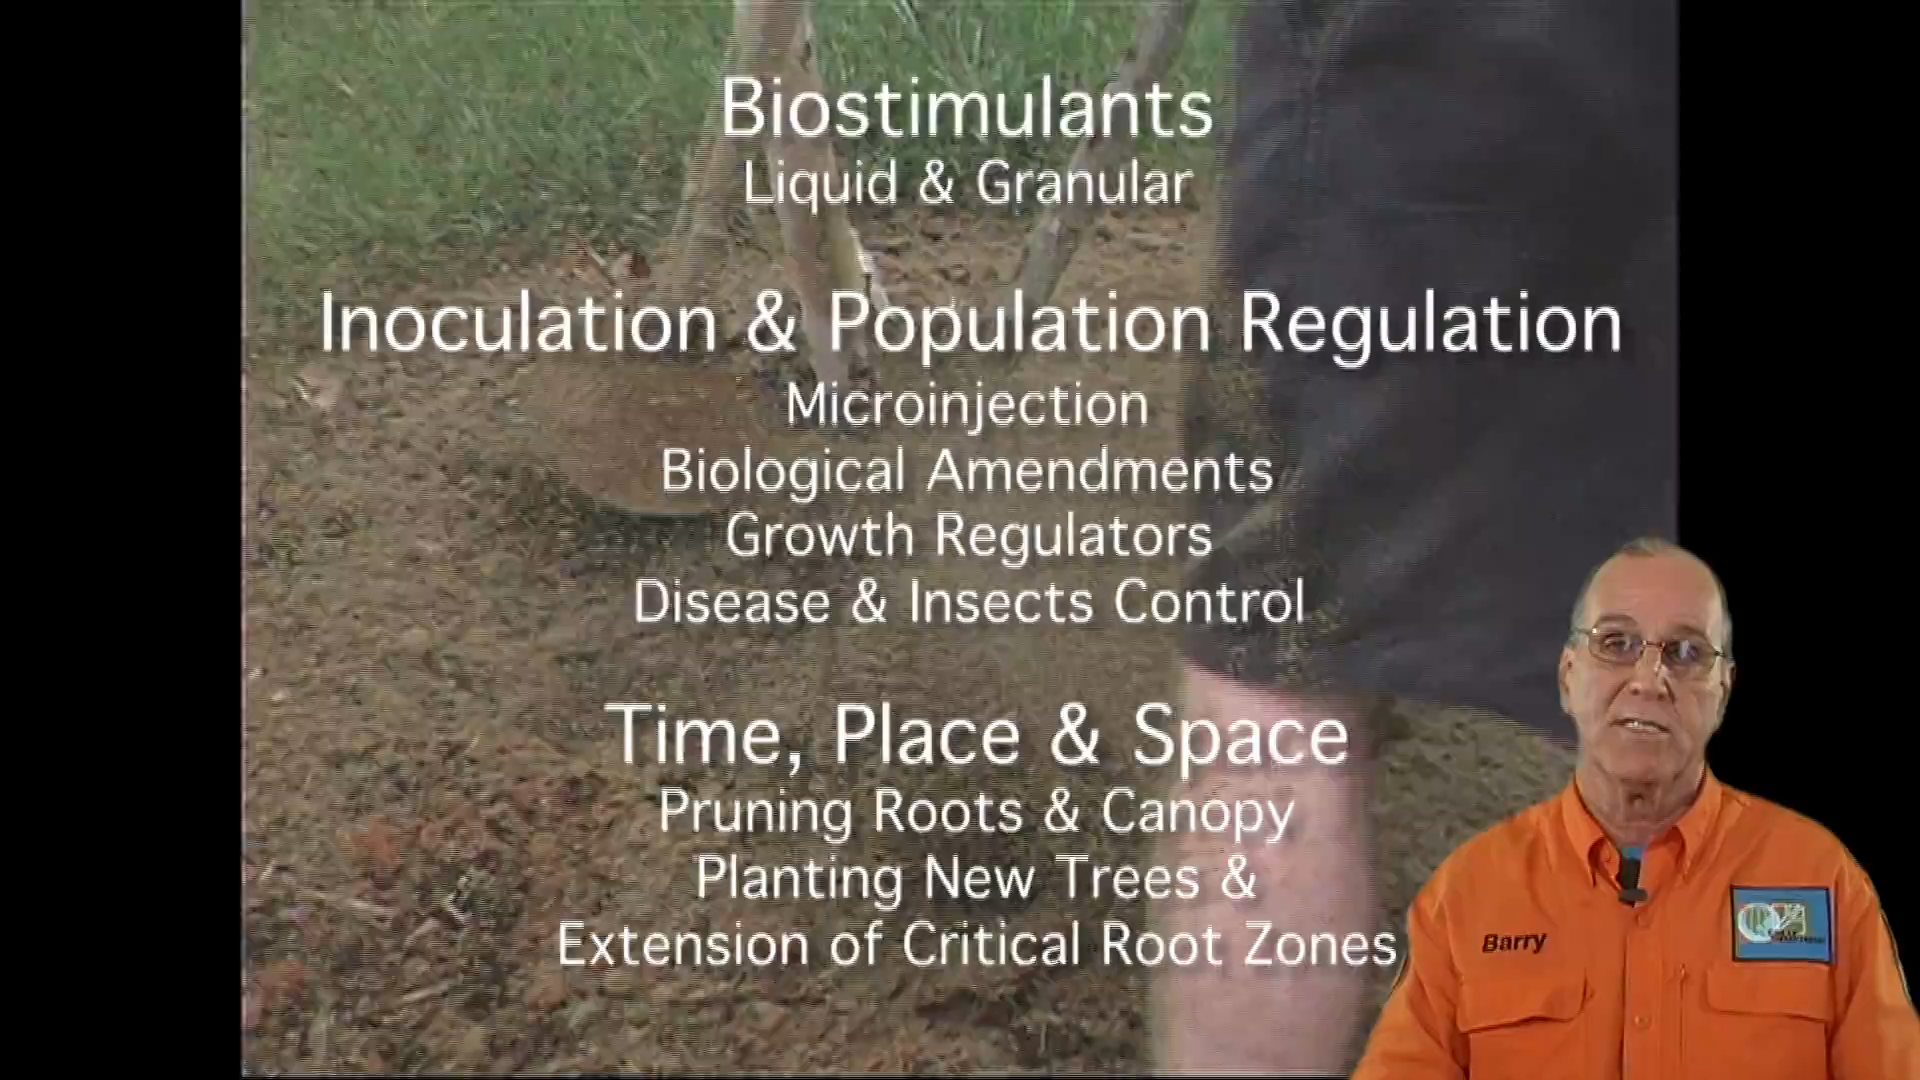 Biostimulants
Liquid & Granular
Inoculation & Population Regulation
Microinjection
Biological Amendments
Growth Regulators
Disease & Insects Control
Time, Place & Space
Pruning Roots & Canopy
Planting New Trees &
Extension of Critical Root Zones
Barry